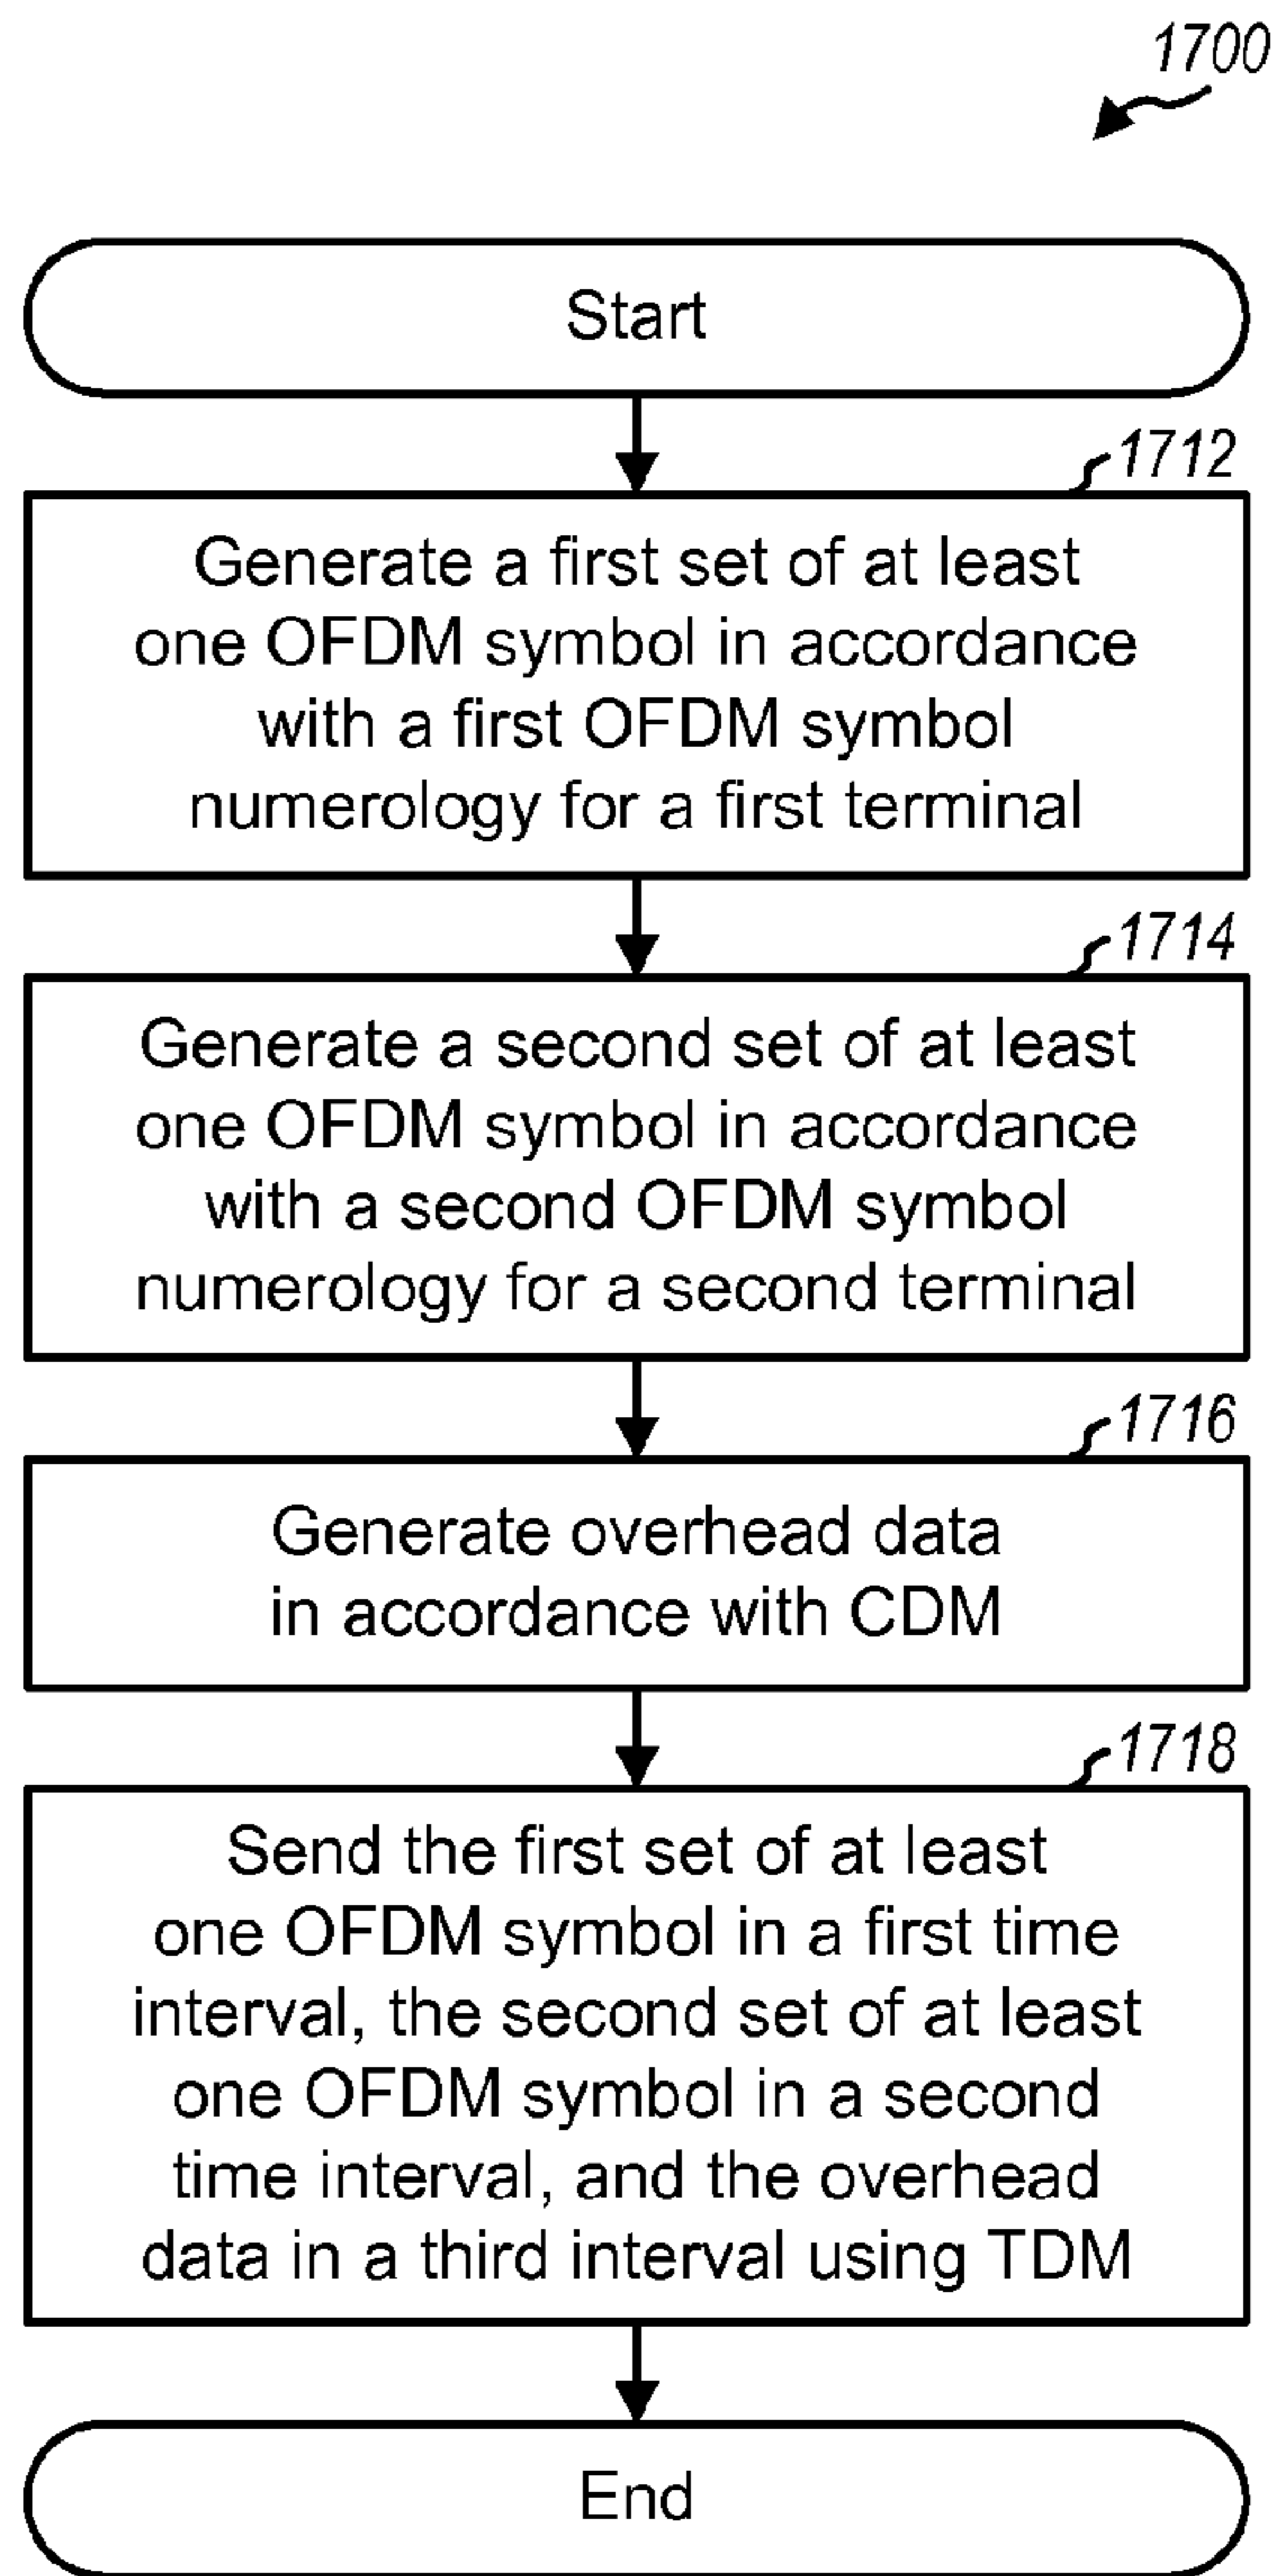 1700
Start
1712
Generate a first set of at least
one OFDM symbol in accordance
with a first OFDM symbol
numerology for a first terminal
1714
Generate a second set of at least
one OFDM symbol in accordance
with a second OFDM symbol
numerology for a second terminal
1716
Generate overhead data
in accordance with CDM
1718
Send the first set of at least
one OFDM symbol in a first time
interval, the second set of at least
one OFDM symbol in a second
time interval, and the overhead
data in a third interval using TDM
End